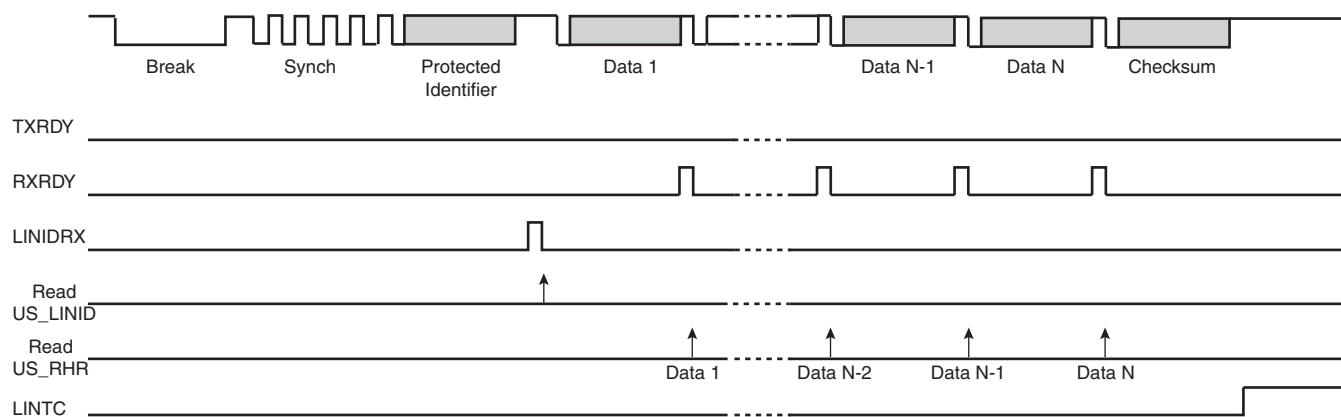 Break
Synch
Protected
Identifier
Data 1
Data N-1
Data N
Checksum
TXRDY
RXRDY
LINIDRX
Read
US_LINID
Read
US_RHR
Data 1
Data N-2
Data N-1
Data N
LINTC